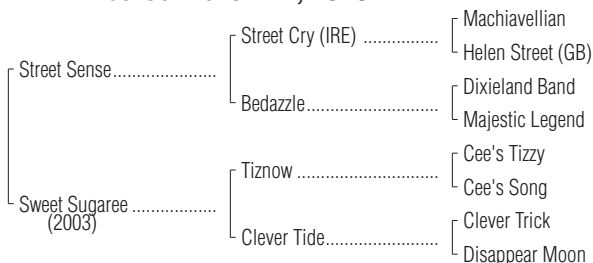 Machiavellian
Street Cry (IRE) ................
Helen Street (GB)
Street Sense......................
Dixieland Band
Bedazzle............................
Majestic Legend
Cee's Tizzy
Tiznow ..............................
Cee's Song
Sweet Sugaree ..................
(2003)
Clever Trick
Clever Tide........................
Disappear Moon